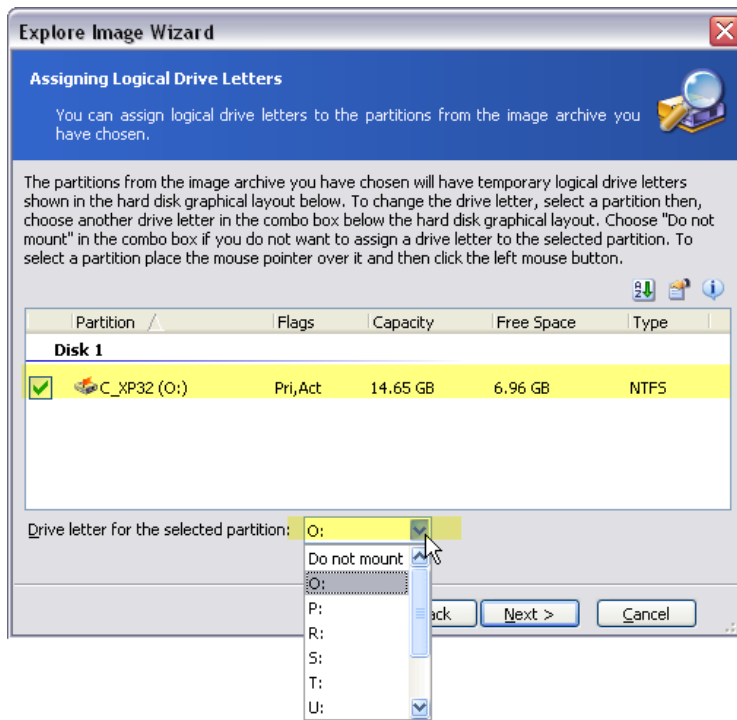 Explore Image Wizard
Assigning Logical Drive Letters
You can assign logical drive letters to the partitions from the image archive you
have chosen.
The partitions from the image archive you have chosen will have temporary logical drive letters
shown in the hard disk graphical layout below. To change the drive letter, select a partition then,
choose another drive letter in the combo box below the hard disk graphical layout. Choose "Do not
mount" in the combo box if you do not want to assign a drive letter to the selected partition. To
select a partition place the mouse pointer over it and then click the left mouse button.
Partition Flags Capacity Free Space Type
Disk 1
C_XP32 (O:) Pri,Act 14.65 GB 6.96 GB NTFS
Drive letter for the selected partition: O:
Do not mount
O:
P:
R:
S:
T:
U:
ack Next > Cancel